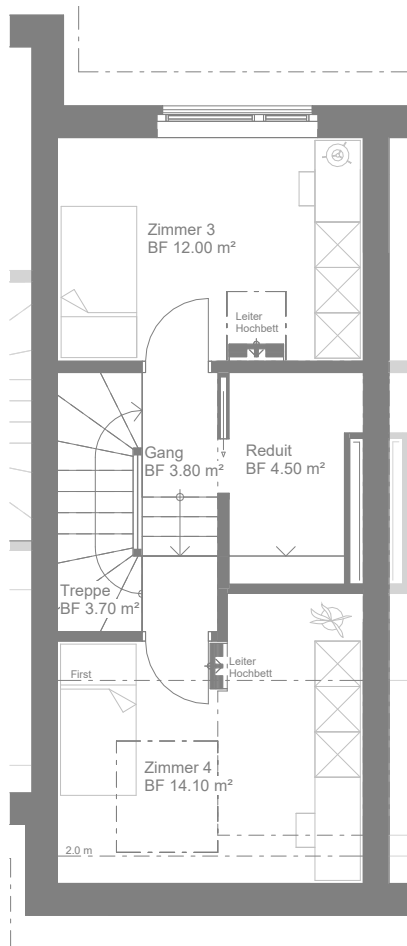 Zimmer 3
BF 12.00 m²
Leiter
Hochbett
Gang
BF 3.80 m²
Reduit
BF 4.50 m²
Treppe
BF 3.70 m²
Leiter
Hochbett
First
Zimmer 4
BF 14.10 m²
2.0 m